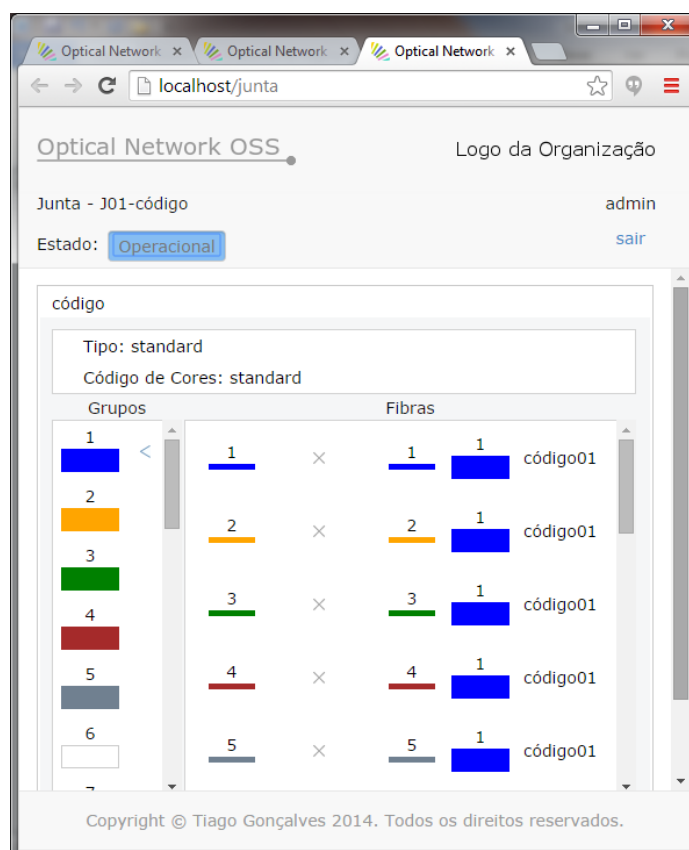 Optical Network × Optical Network × Optical Network ×
localhost/junta
Optical Network OSS
Logo da Organização
Junta - J01-código
admin
Estado: Operacional
sair
código
Tipo: standard
Código de Cores: standard
Grupos
Fibras
1 <
2
3
4
5
6
1 × 1 1 código01
2 × 2 1 código01
3 × 3 1 código01
4 × 4 1 código01
5 × 5 1 código01
Copyright © Tiago Gonçalves 2014. Todos os direitos reservados.